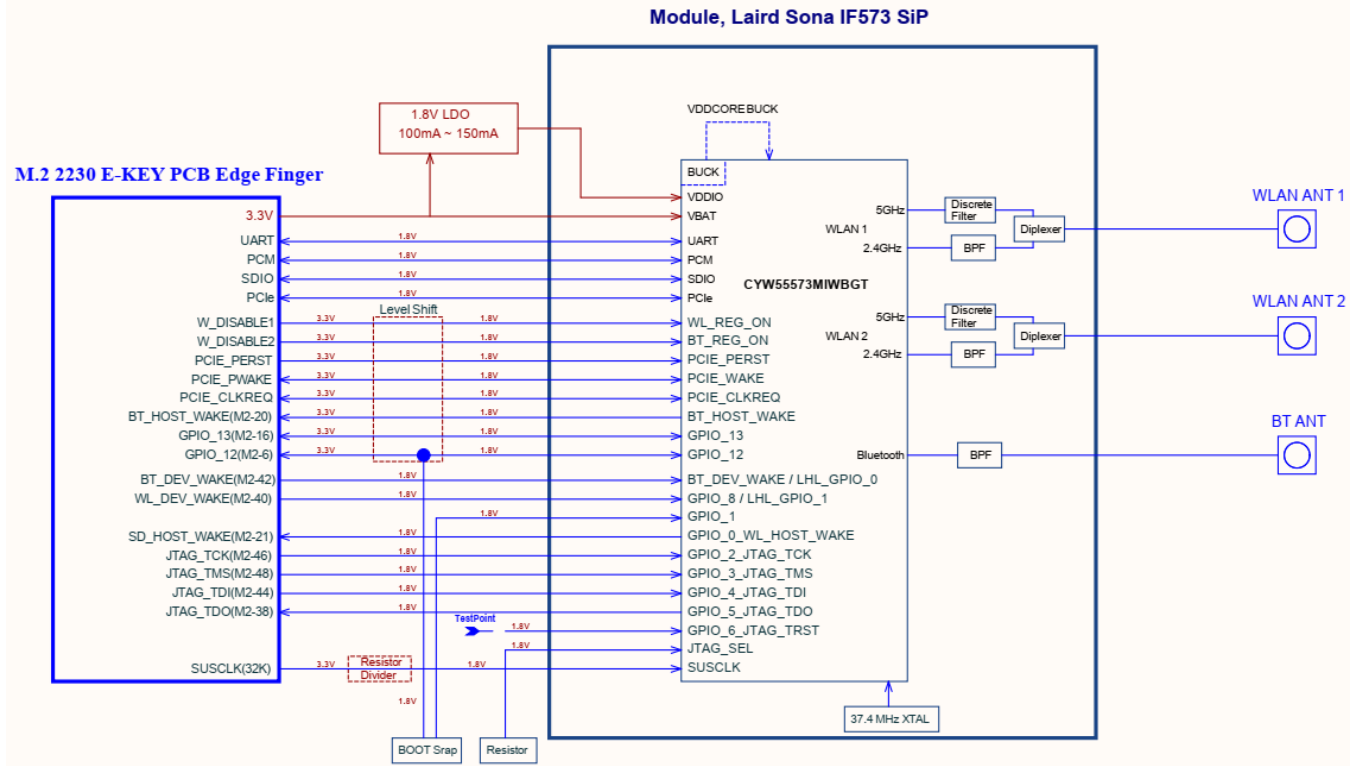 Module, Laird Sona IF573 SiP
1.8V LDO
100mA ~ 150mA
VDDCOREBUCK
M.2 2230 E-KEY PCB Edge Finger
BUCK
VDDIO
3.3V
VBAT
UART 1.8V UART
PCM 1.8V PCM
SDIO 1.8V SDIO
PCIe 1.8V PCIe
CYW55573MIWBGT
Level Shift
W_DISABLE1 3.3V 1.8V WL_REG_ON
W_DISABLE2 3.3V 1.8V BT_REG_ON
PCIE_PERST 3.3V 1.8V PCIE_PERST
PCIE_PWAKE 3.3V 1.8V PCIE_WAKE
PCIE_CLKREQ 3.3V 1.8V PCIE_CLKREQ
BT_HOST_WAKE(M2-20) 3.3V 1.8V BT_HOST_WAKE
GPIO_13(M2-16) 3.3V 1.8V GPIO_13
GPIO_12(M2-6) 3.3V 1.8V GPIO_12
BT_DEV_WAKE(M2-42) 1.8V BT_DEV_WAKE / LHL_GPIO_0
WL_DEV_WAKE(M2-40) 1.8V GPIO_8 / LHL_GPIO_1
1.8V GPIO_1
SD_HOST_WAKE(M2-21) 1.8V GPIO_0_WL_HOST_WAKE
JTAG_TCK(M2-46) 1.8V GPIO_2_JTAG_TCK
JTAG_TMS(M2-48) 1.8V GPIO_3_JTAG_TMS
JTAG_TDI(M2-44) 1.8V GPIO_4_JTAG_TDI
JTAG_TDO(M2-38) 1.8V GPIO_5_JTAG_TDO
TestPoint 1.8V GPIO_6_JTAG_TRST
1.8V JTAG_SEL
SUSCLK(32K) 3.3V Resistor Divider 1.8V SUSCLK
1.8V
BOOT Srap
Resistor
37.4 MHz XTAL
WLAN 1
5GHz
Discrete
Filter
2.4GHz
BPF
Diplexer
WLAN ANT 1
WLAN 2
5GHz
Discrete
Filter
2.4GHz
BPF
Diplexer
WLAN ANT 2
Bluetooth
BPF
BT ANT